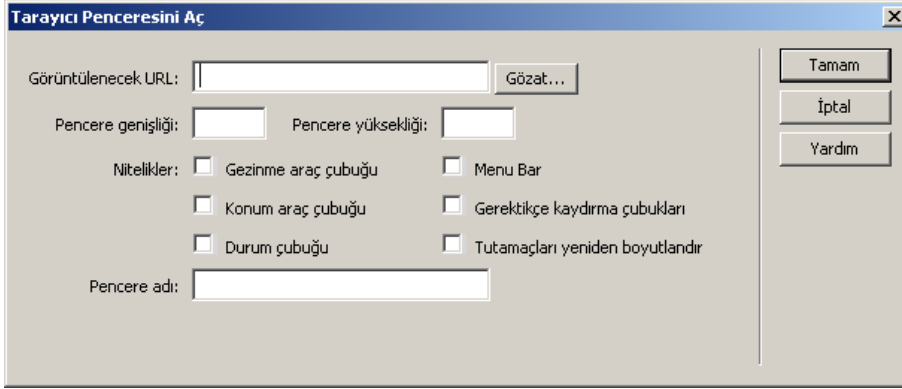 Tarayıcı Penceresini Aç
Görüntülenecek URL: Gözat... Tamam
Pencere genişliği: Pencere yüksekliği: İptal
Yardım
Nitelikler: Gezinme araç çubuğu Menu Bar
Konum araç çubuğu Gerektikçe kaydırma çubukları
Durum çubuğu Tutamaçları yeniden boyutlandır
Pencere adı: